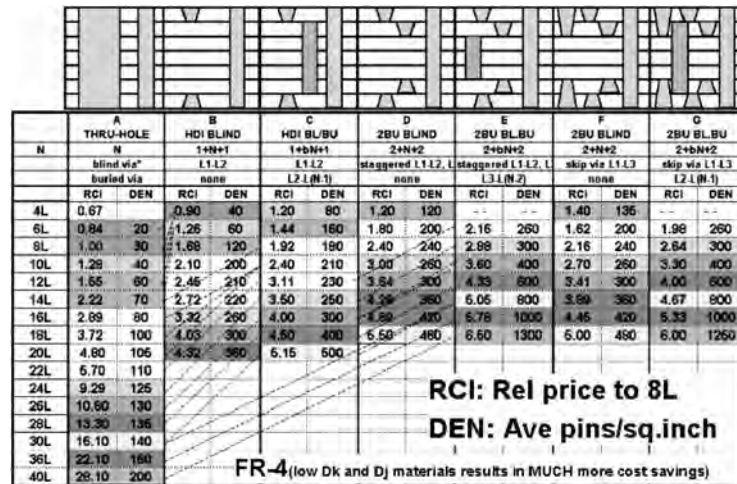 A B C D E F G
THRU-HOLE HDI BLIND HDI BL/BU 2BU BLIND 2BU BL.BU 2BU BLIND 2BU BL.BU
N N 1+N+1 1+bN+1 2+N+2 2+bN+2 2+N+2 2+bN+2
blind via* L1-L2 L1-L2 staggered L1-L2, L staggered L1-L2, L skip via L1-L3 skip via L1-L3
buried via none L2-L(N-1) none L3-L(N-2) none L2-L(N-1)
RCI DEN RCI DEN RCI DEN RCI DEN RCI DEN RCI DEN RCI DEN
4L 0.67 0.90 40 1.20 80 1.20 120 -- -- 1.40 135
6L 0.84 20 1.26 60 1.44 160 1.80 200 2.16 260 1.62 200 1.98 260
8L 1.00 30 1.68 120 1.92 190 2.40 240 2.88 300 2.16 240 2.64 300
10L 1.28 40 2.10 200 2.40 210 3.00 260 3.60 400 2.70 260 3.30 400
12L 1.55 60 2.45 210 3.11 230 3.64 300 4.33 600 3.41 300 4.00 600
14L 2.22 70 2.72 220 3.50 250 4.29 360 5.05 800 3.89 360 4.67 800
16L 2.89 80 3.32 260 4.00 300 4.89 420 5.78 1000 4.45 420 5.33 1000
18L 3.72 100 4.03 300 4.50 400 5.50 480 6.50 1300 5.00 480 6.00 1250
20L 4.80 105 4.32 360 5.15 500
22L 5.70 110
24L 9.29 125
26L 10.60 130
28L 13.30 135
30L 16.10 140
36L 22.10 160
40L 28.10 200
RCI: Rel price to 8L
DEN: Ave pins/sq.inch
FR-4(low Dk and Dj materials results in MUCH more cost savings)